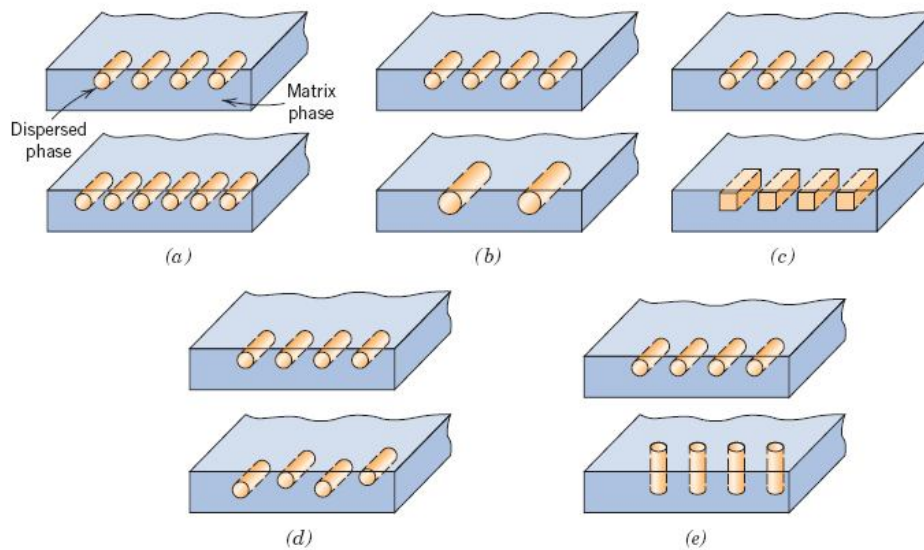 Matrix
phase
Dispersed
phase
(a)
(b)
(c)
(d)
(e)